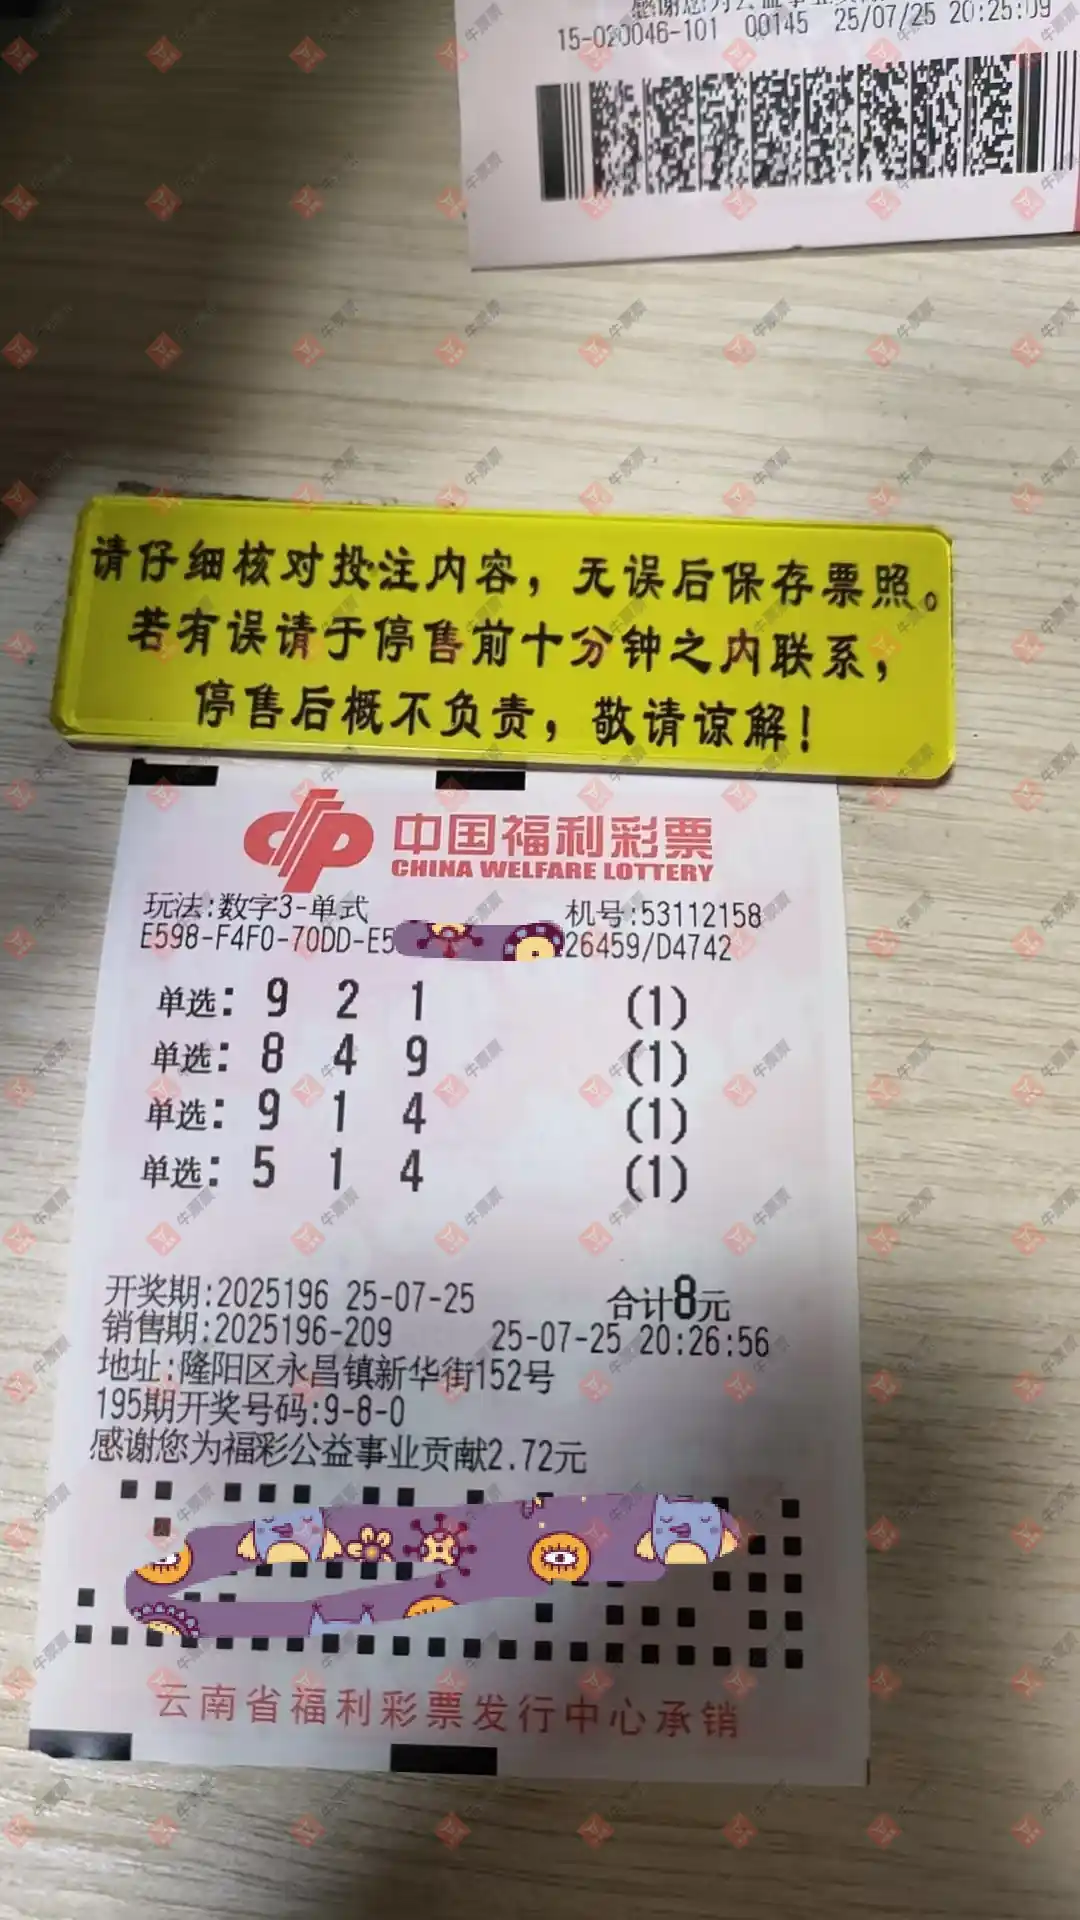 15-020046-101 00145 25/07/25 20:25:09
请仔细核对投注内容，无误后保存票照。
若有误请于停售前十分钟之内联系，
停售后概不负责，敬请谅解！
中国福利彩票
CHINA WELFARE LOTTERY
玩法:数字3-单式 机号:53112158
E598-F4F0-70DD-E5 26459/D4742
单选: 9 2 1 (1)
单选: 8 4 9 (1)
单选: 9 1 4 (1)
单选: 5 1 4 (1)
开奖期:2025196 25-07-25 合计8元
销售期:2025196-209 25-07-25 20:26:56
地址:隆阳区永昌镇新华街152号
195期开奖号码:9-8-0
感谢您为福彩公益事业贡献2.72元
云南省福利彩票发行中心承销
牛票票